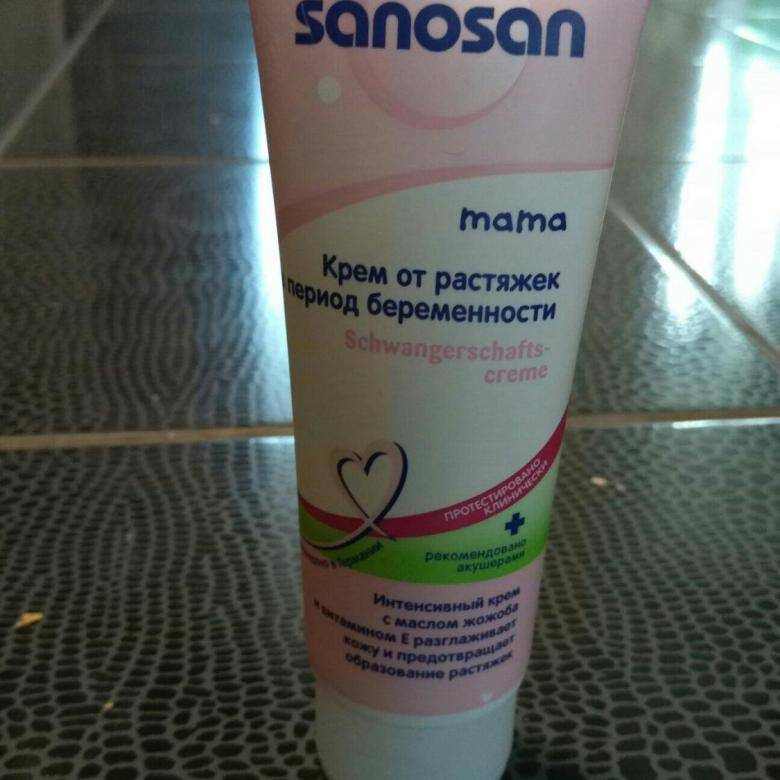 sanosan
mama
Крем от растяжек
период беременности
Schwangerschafts-
creme
ПРОТЕСТИРОВАНО
КЛИНИЧЕСКИ
в Германии
рекомендовано
акушерами
Интенсивный крем
с маслом жожоба
и витамином Е разглаживает
кожу и предотвращает
образование растяжек